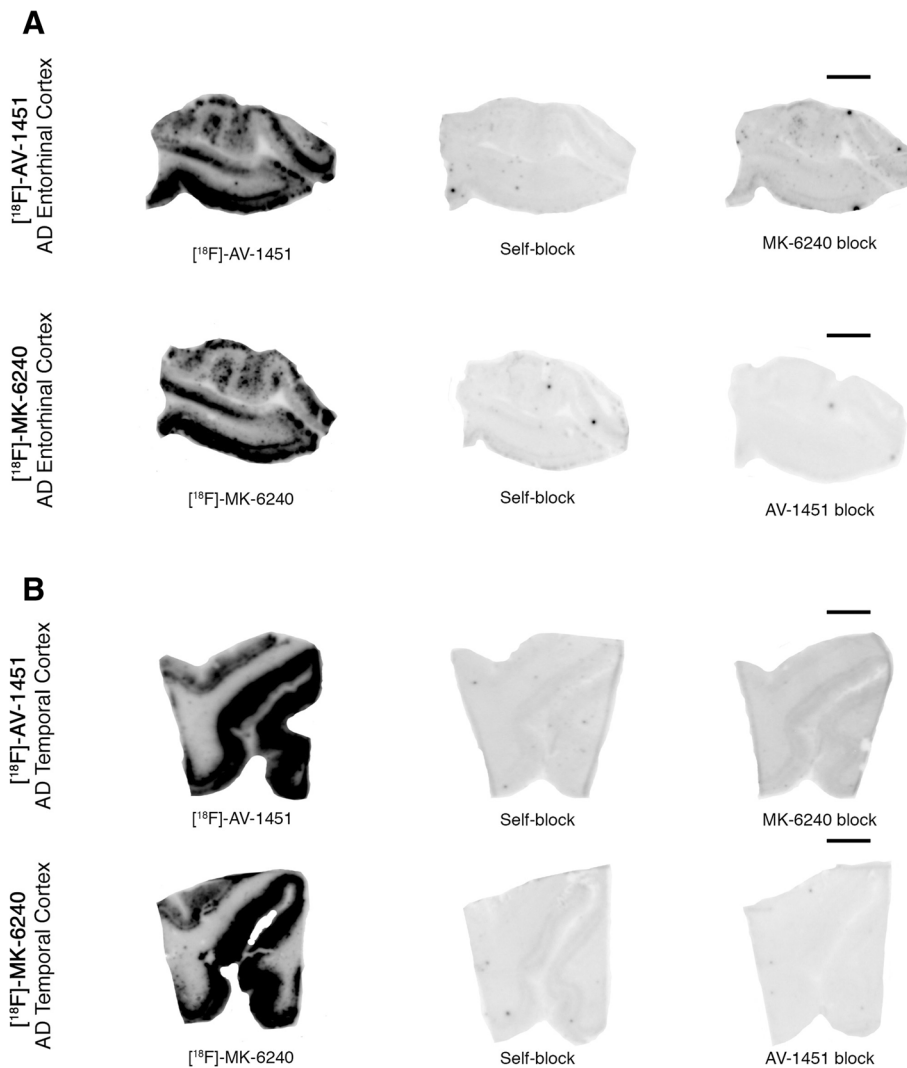 A
[¹⁸F]-AV-1451
AD Entorhinal Cortex
[¹⁸F]-AV-1451
Self-block
MK-6240 block
[¹⁸F]-MK-6240
AD Entorhinal Cortex
[¹⁸F]-MK-6240
Self-block
AV-1451 block
B
[¹⁸F]-AV-1451
AD Temporal Cortex
[¹⁸F]-AV-1451
Self-block
MK-6240 block
[¹⁸F]-MK-6240
AD Temporal Cortex
[¹⁸F]-MK-6240
Self-block
AV-1451 block